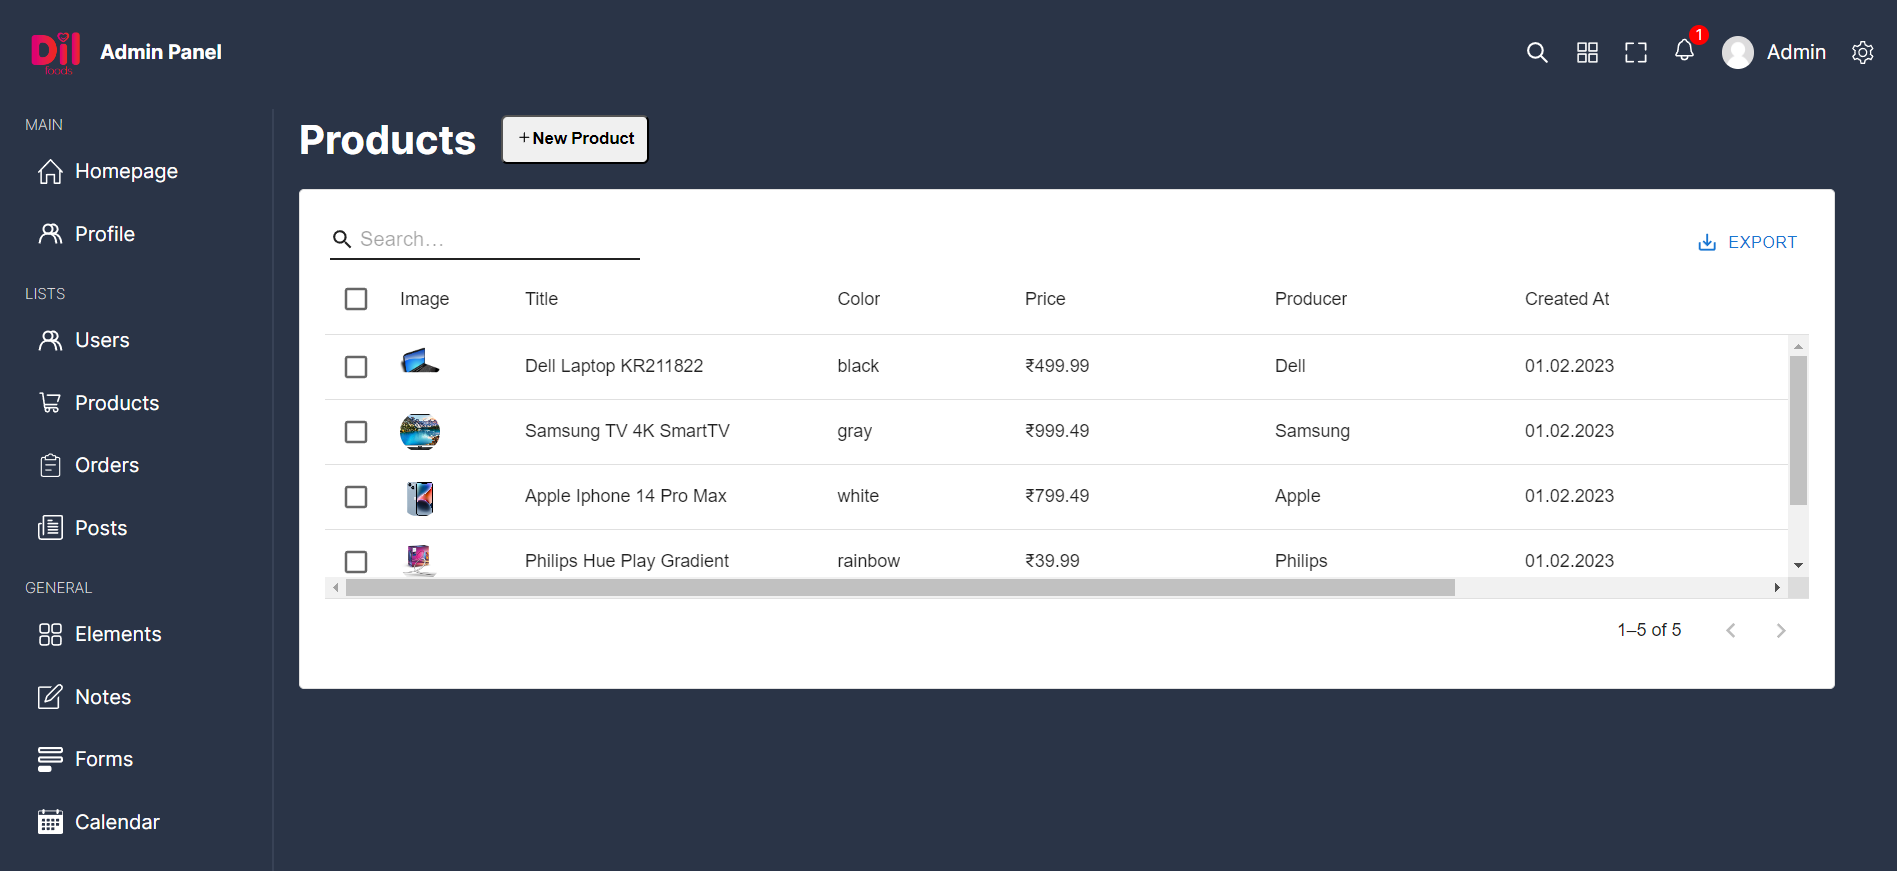 Dil
foods
Admin Panel
1
Admin
MAIN
Homepage
Profile
LISTS
Users
Products
Orders
Posts
GENERAL
Elements
Notes
Forms
Calendar
Products
+ New Product
Search…
EXPORT
Image Title Color Price Producer Created At
Dell Laptop KR211822 black ₹499.99 Dell 01.02.2023
Samsung TV 4K SmartTV gray ₹999.49 Samsung 01.02.2023
Apple Iphone 14 Pro Max white ₹799.49 Apple 01.02.2023
Philips Hue Play Gradient rainbow ₹39.99 Philips 01.02.2023
1–5 of 5